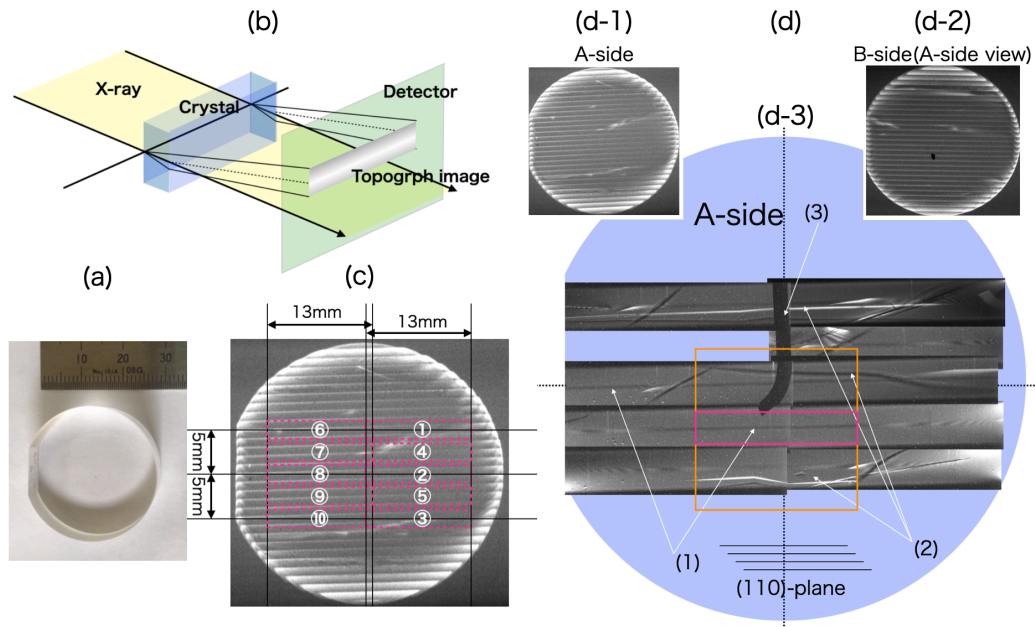 (b)
X-ray
Crystal
Detector
Topogrph image
(a)
10 20 30
(c)
13mm
13mm
5mm
5mm
⑥ ①
⑦ ④
⑧ ②
⑨ ⑤
⑩ ③
(d-1) (d) (d-2)
A-side
B-side(A-side view)
(d-3)
A-side
(3)
(1)
(2)
(110)-plane